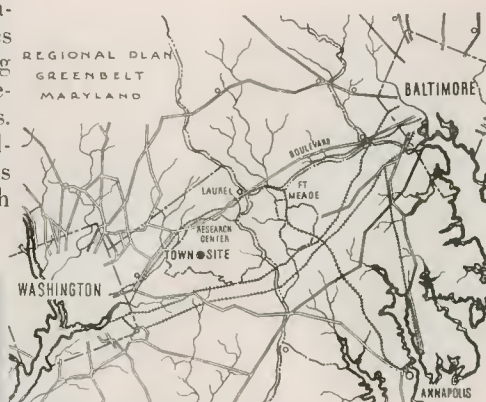 REGIONAL PLAN
GREENBELT
MARYLAND
BALTIMORE
BOULEVARD
LAUREL
FT
MEADE
RESEARCH
CENTER
TOWN SITE
WASHINGTON
ANNAPOLIS